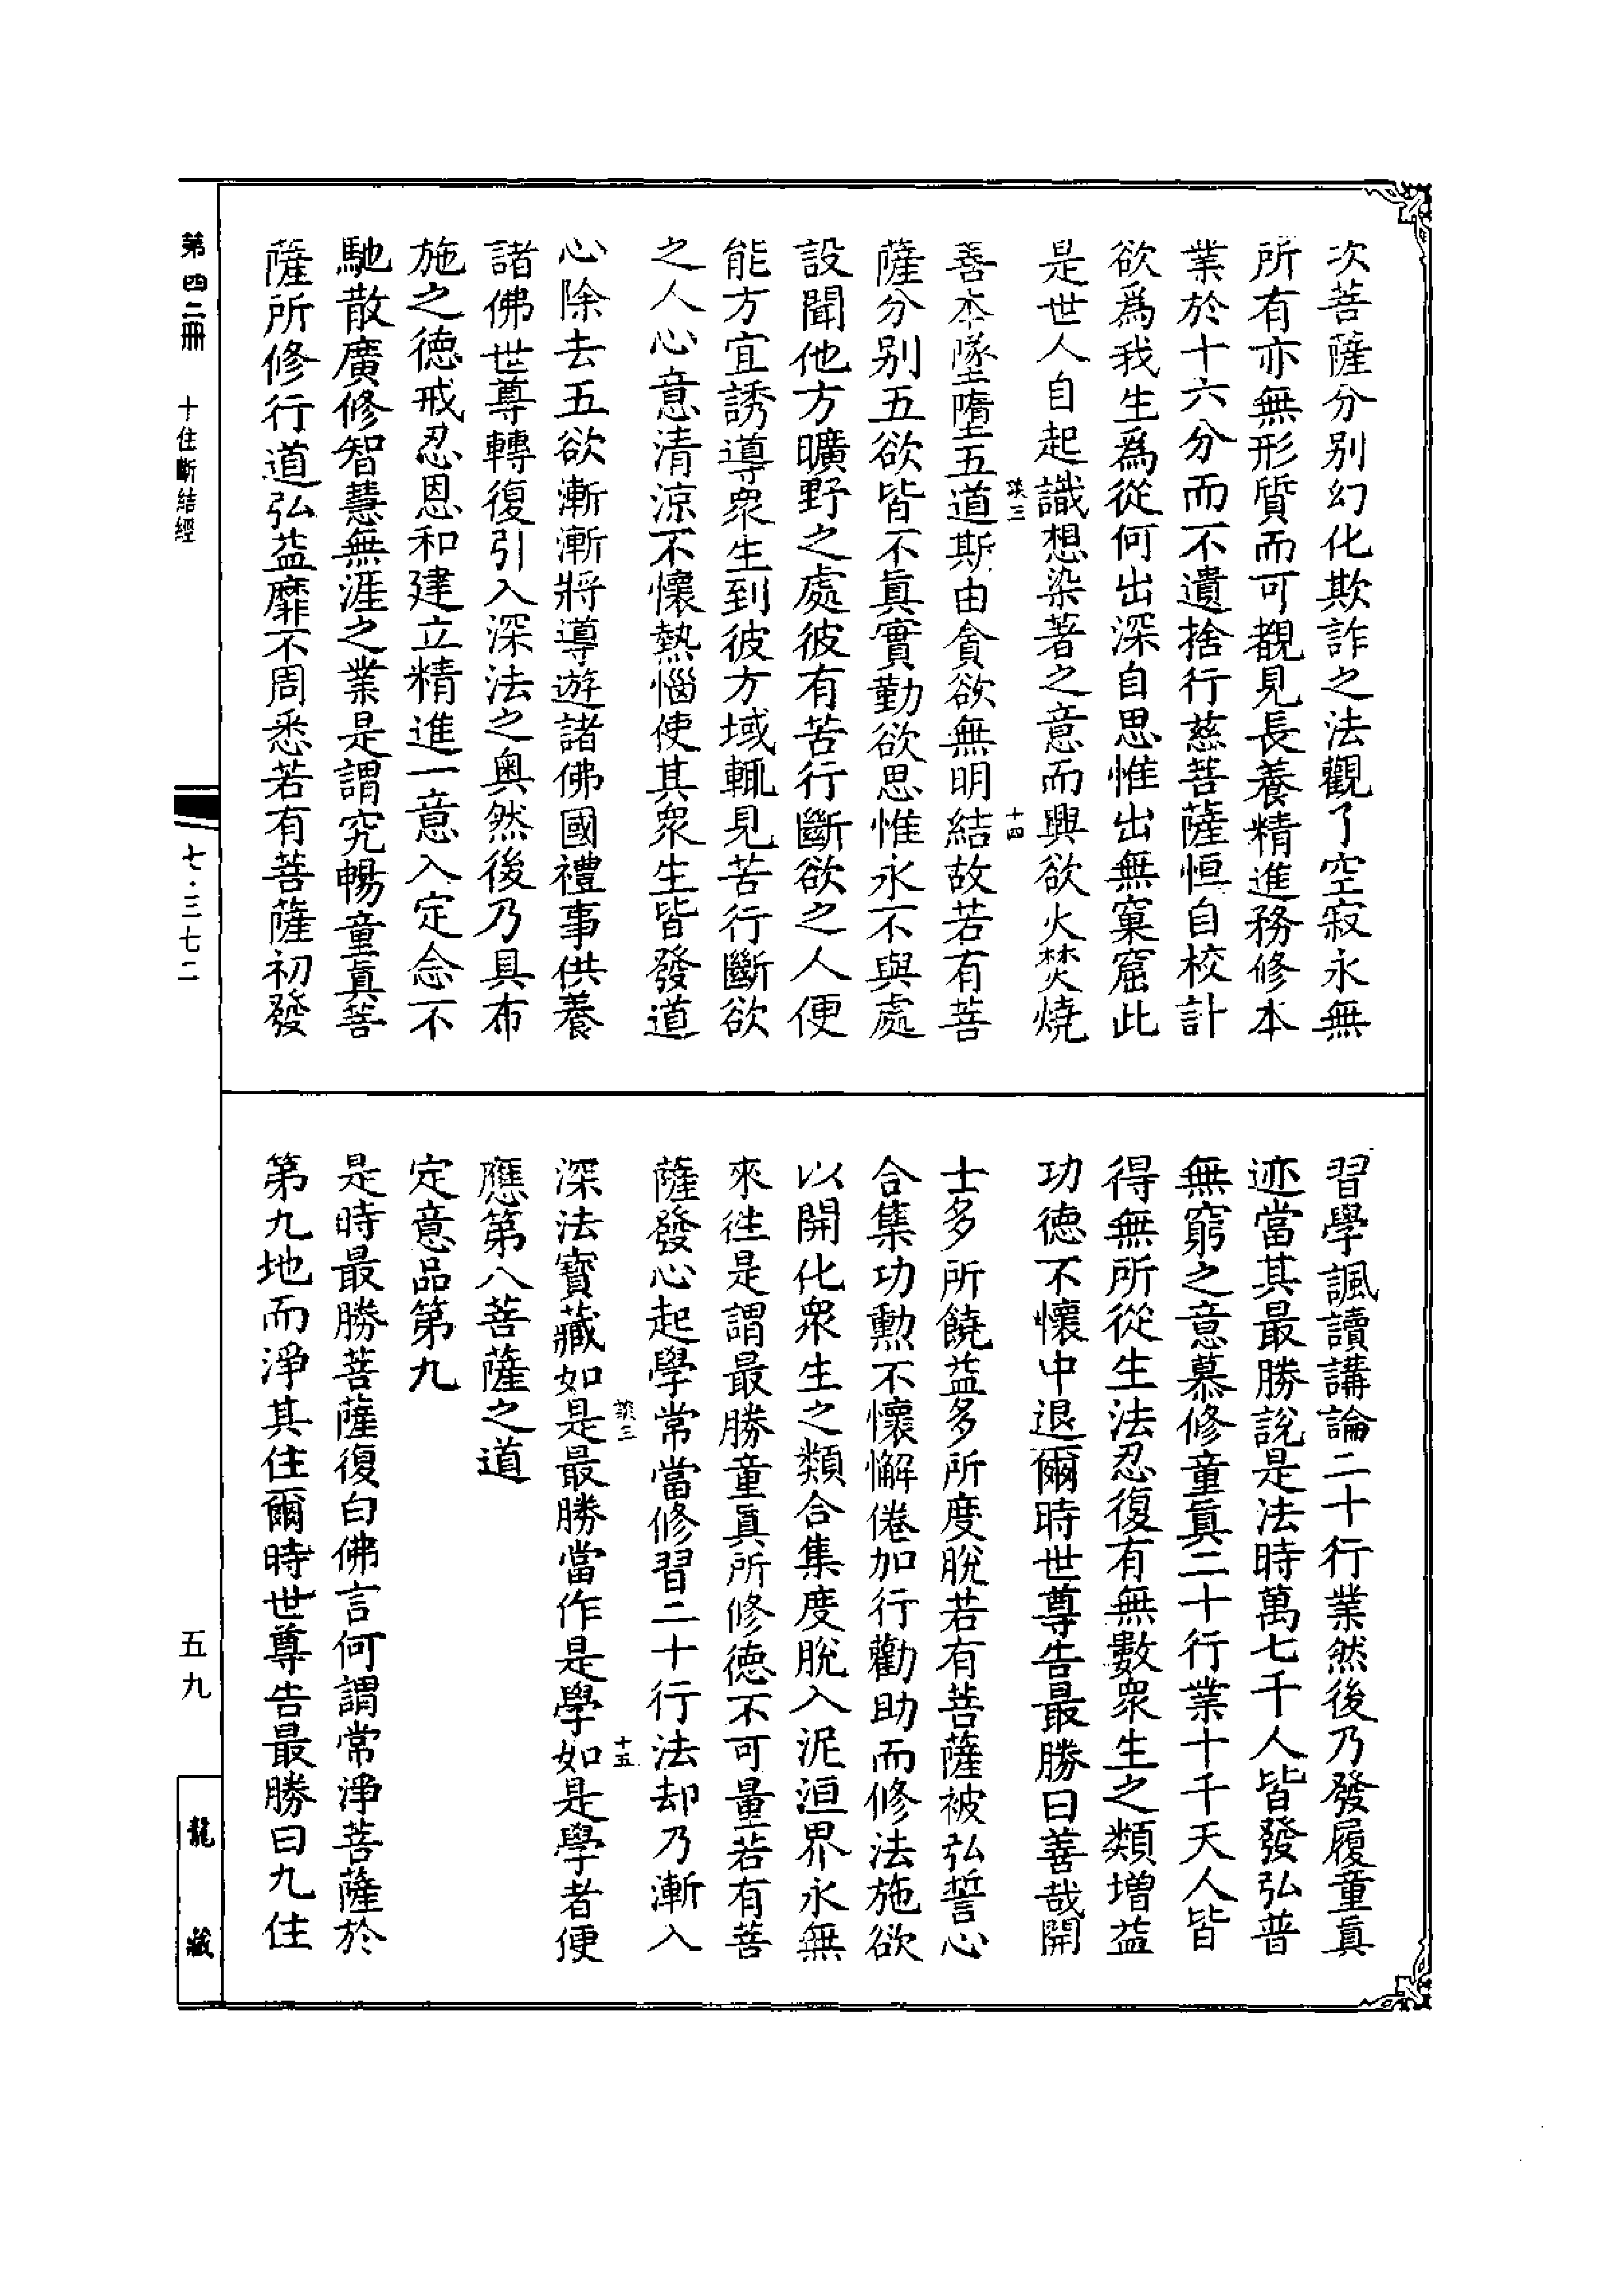 次菩薩分别幻化欺詐之法觀了空寂永無
所有亦無形質而可覩見長養精進務修本
業於十六分而不遺捨行慈菩薩恒自校計
欲爲我生爲從何出深自思惟出無窠窟此
是世人自起識想染著之意而興欲火焚燒
談三 十四
善本墜墮五道斯由貪欲無明結故若有菩
薩分别五欲皆不眞實勤欲思惟永不與處
設聞他方曠野之處彼有苦行斷欲之人便
能方宜誘導衆生到彼方域輒見苦行斷欲
之人心意清涼不懷熱惱使其衆生皆發道
心除去五欲漸漸將導遊諸佛國禮事供養
諸佛世尊轉復引入深法之奥然後乃具布
施之德戒忍恩和建立精進一意入定念不
馳散廣修智慧無涯之業是謂究暢童眞菩
薩所修行道弘益靡不周悉若有菩薩初發
習學諷讀講論二十行業然後乃發履童眞
迹當其最勝說是法時萬七千人皆發弘普
無窮之意慕修童眞二十行業十千天人皆
得無所從生法忍復有無數衆生之類增益
功德不懷中退爾時世尊告最勝曰善哉開
士多所饒益多所度脫若有菩薩被弘誓心
合集功勲不懷懈倦加行勸助而修法施欲
以開化衆生之類合集度脫入泥洹界永無
來往是謂最勝童眞所修德不可量若有菩
薩發心起學常當修習二十行法却乃漸入
談三 十五
深法寶藏如是最勝當作是學如是學者便
應第八菩薩之道
定意品第九
是時最勝菩薩復白佛言何謂常淨菩薩於
第九地而淨其住爾時世尊告最勝曰九住
第四二冊 十住斷結經
七·三七二
五九
龍藏